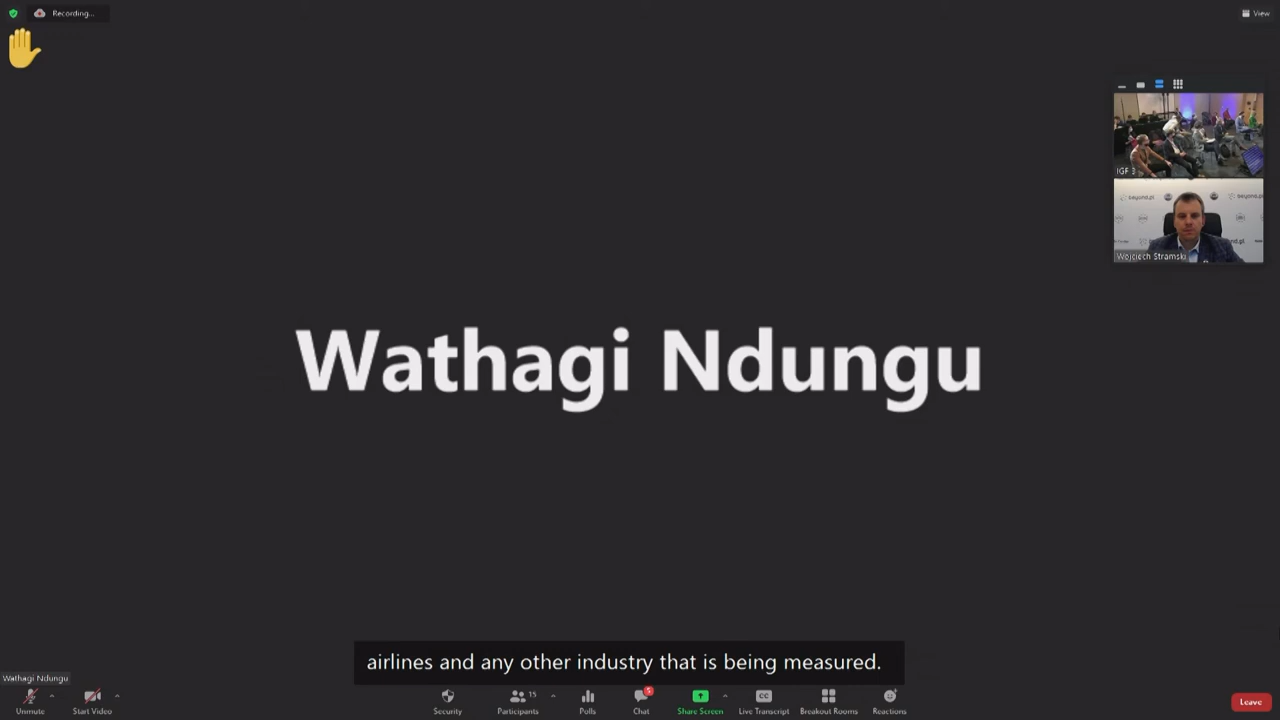 Recording...
View
IGF 3
beyond.pl
beyond.pl
Wojciech Stramski
Wathagi Ndungu
airlines and any other industry that is being measured.
Wathagi Ndungu
Unmute
Start Video
Security
15
Participants
Polls
5
Chat
Share Screen
CC
Live Transcript
Breakout Rooms
Reactions
Leave